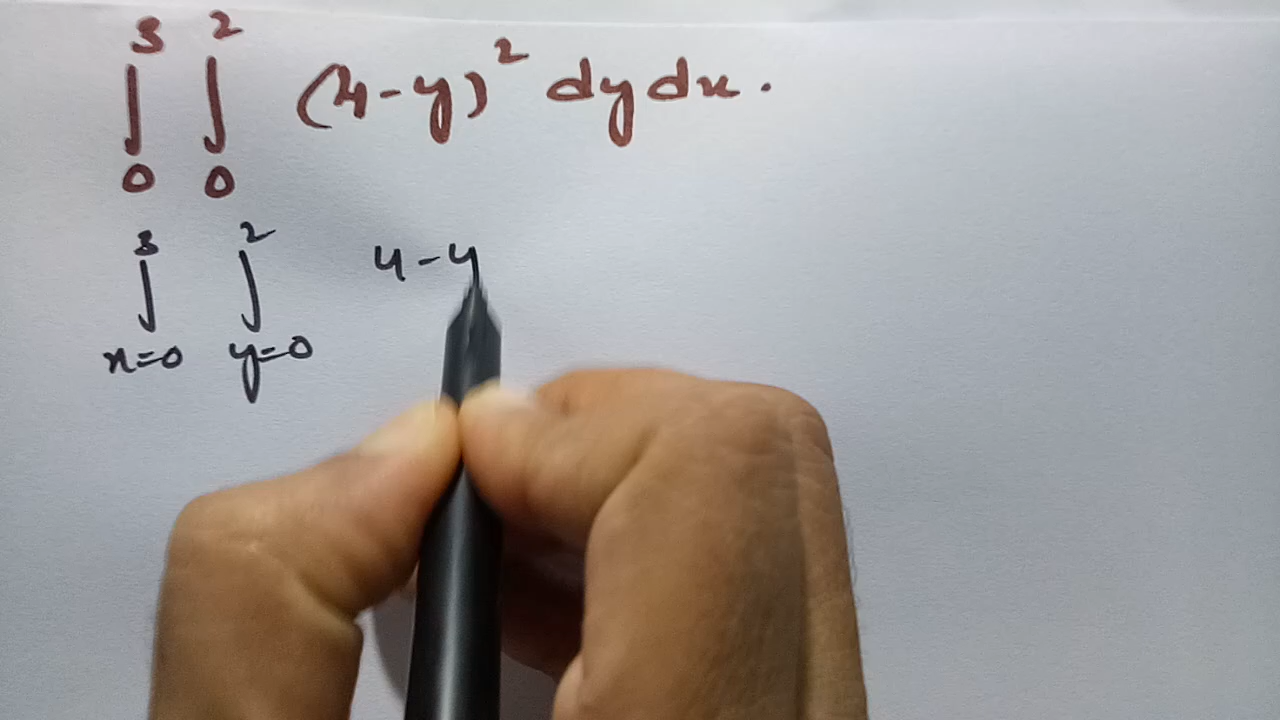 ∫₀³ ∫₀² (4-y)² dy dx.
∫ₓ₌₀³ ∫y=0² 4-y